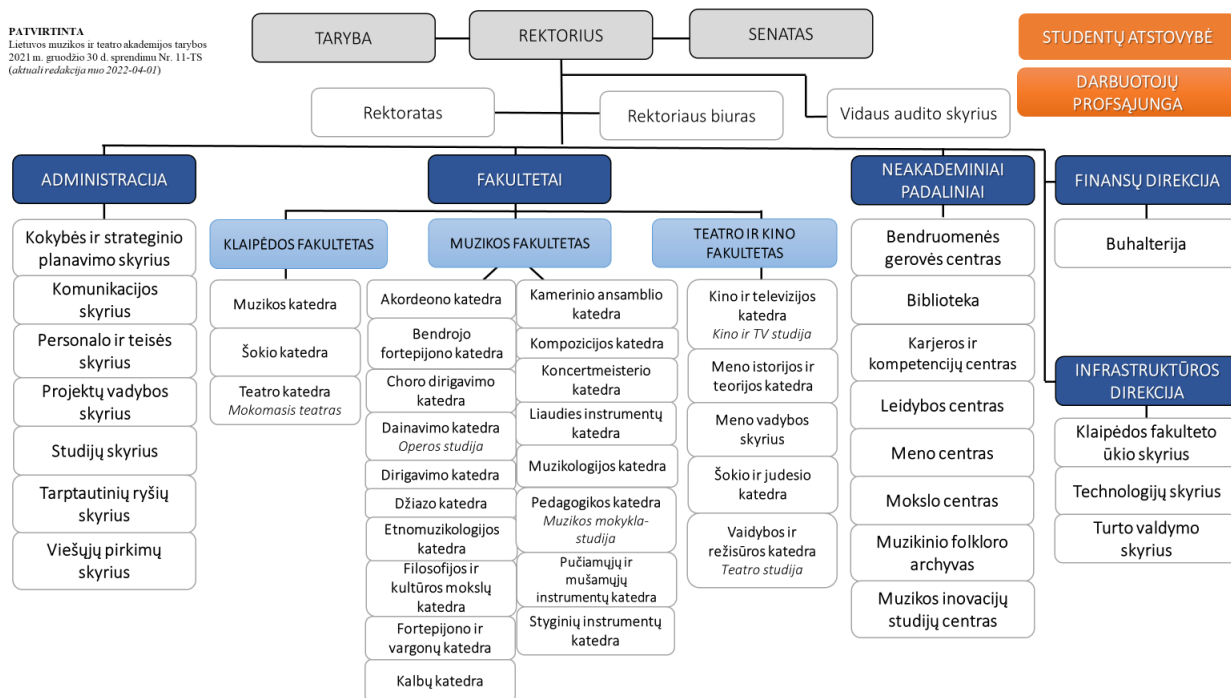 PATVIRTINTA
Lietuvos muzikos ir teatro akademijos tarybos
2021 m. gruodžio 30 d. sprendimu Nr. 11-TS
(aktuali redakcija nuo 2022-04-01)
TARYBA
REKTORIUS
SENATAS
STUDENTŲ ATSTOVYBĖ
DARBUOTOJŲ
PROFSĄJUNGA
Rektoratas
Rektoriaus biuras
Vidaus audito skyrius
ADMINISTRACIJA
Kokybės ir strateginio
planavimo skyrius
Komunikacijos
skyrius
Personalo ir teisės
skyrius
Projektų vadybos
skyrius
Studijų skyrius
Tarptautinių ryšių
skyrius
Viešųjų pirkimų
skyrius
FAKULTETAI
KLAIPĖDOS FAKULTETAS
Muzikos katedra
Šokio katedra
Teatro katedra
Mokomasis teatras
MUZIKOS FAKULTETAS
Akordeono katedra
Bendrojo
fortepijono katedra
Choro dirigavimo
katedra
Dainavimo katedra
Operos studija
Dirigavimo katedra
Džiazo katedra
Etnomuzikologijos
katedra
Filosofijos ir
kultūros mokslų
katedra
Fortepijono ir
vargonų katedra
Kalbų katedra
Kamerinio ansamblio
katedra
Kompozicijos katedra
Koncertmeisterio
katedra
Liaudies instrumentų
katedra
Muzikologijos katedra
Pedagogikos katedra
Muzikos mokykla-
studija
Pučiamųjų ir
mušamųjų
instrumentų katedra
Styginių instrumentų
katedra
TEATRO IR KINO
FAKULTETAS
Kino ir televizijos
katedra
Kino ir TV studija
Meno istorijos ir
teorijos katedra
Meno vadybos
skyrius
Šokio ir judesio
katedra
Vaidybos ir
režisūros katedra
Teatro studija
NEAKADEMINIAI
PADALINIAI
Bendruomenės
gerovės centras
Biblioteka
Karjeros ir
kompetencijų centras
Leidybos centras
Meno centras
Mokslo centras
Muzikinio folkloro
archyvas
Muzikos inovacijų
studijų centras
FINANSŲ DIREKCIJA
Buhalterija
INFRASTRUKTŪROS
DIREKCIJA
Klaipėdos fakulteto
ūkio skyrius
Technologijų skyrius
Turto valdymo
skyrius